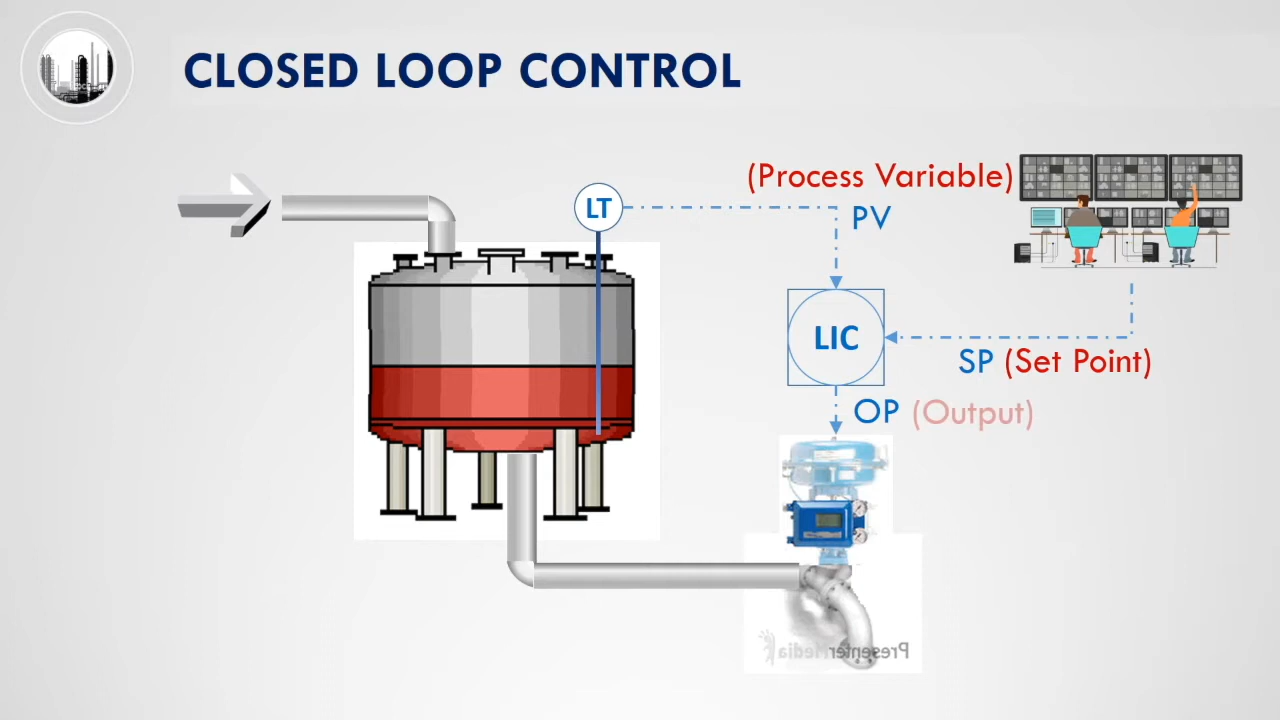 CLOSED LOOP CONTROL
(Process Variable)
LT
PV
LIC
SP (Set Point)
OP (Output)
PresenterMedia